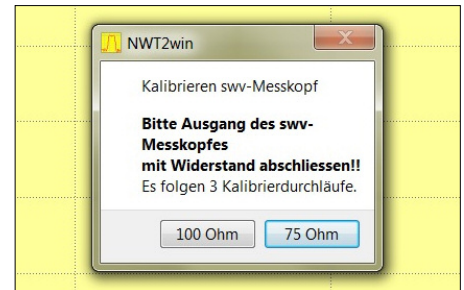 NWT2win
Kalibrieren swv-Messkopf
Bitte Ausgang des swv-
Messkopfes
mit Widerstand abschliessen!!
Es folgen 3 Kalibrierdurchläufe.
100 Ohm
75 Ohm